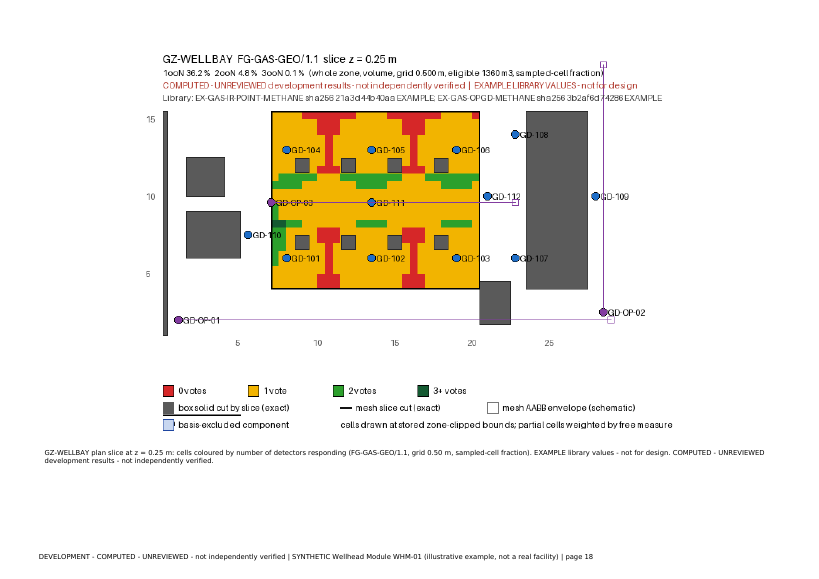 GZ-WELLBAY FG-GAS-GEO/1.1 slice z = 0.25 m
1ooN 36.2 % 2ooN 4.8 % 3ooN 0.1 % (whole zone, volume, grid 0.500 m, eligible 1360 m3, sampled-cell fraction)
COMPUTED - UNREVIEWED development results - not independently verified | EXAMPLE LIBRARY VALUES - not for design
Library: EX-GAS-IR-POINT-METHANE sha256 21a3d44b40aa EXAMPLE; EX-GAS-OPGD-METHANE sha256 3b2af6d74286 EXAMPLE
15
GD-108
GD-104
GD-105
GD-106
10
GD-112
GD-109
GD-OP-03
GD-111
GD-110
GD-101
GD-102
GD-103
GD-107
5
GD-OP-01
GD-OP-02
5
10
15
20
25
0 votes
1 vote
2 votes
3+ votes
box solid cut by slice (exact)
mesh slice cut (exact)
mesh AABB envelope (schematic)
basis-excluded component
cells drawn at stored zone-clipped bounds; partial cells weighted by free measure
GZ-WELLBAY plan slice at z = 0.25 m: cells coloured by number of detectors responding (FG-GAS-GEO/1.1, grid 0.50 m, sampled-cell fraction). EXAMPLE library values - not for design. COMPUTED - UNREVIEWED
development results - not independently verified.
DEVELOPMENT - COMPUTED - UNREVIEWED - not independently verified | SYNTHETIC Wellhead Module WHM-01 (illustrative example, not a real facility) | page 18